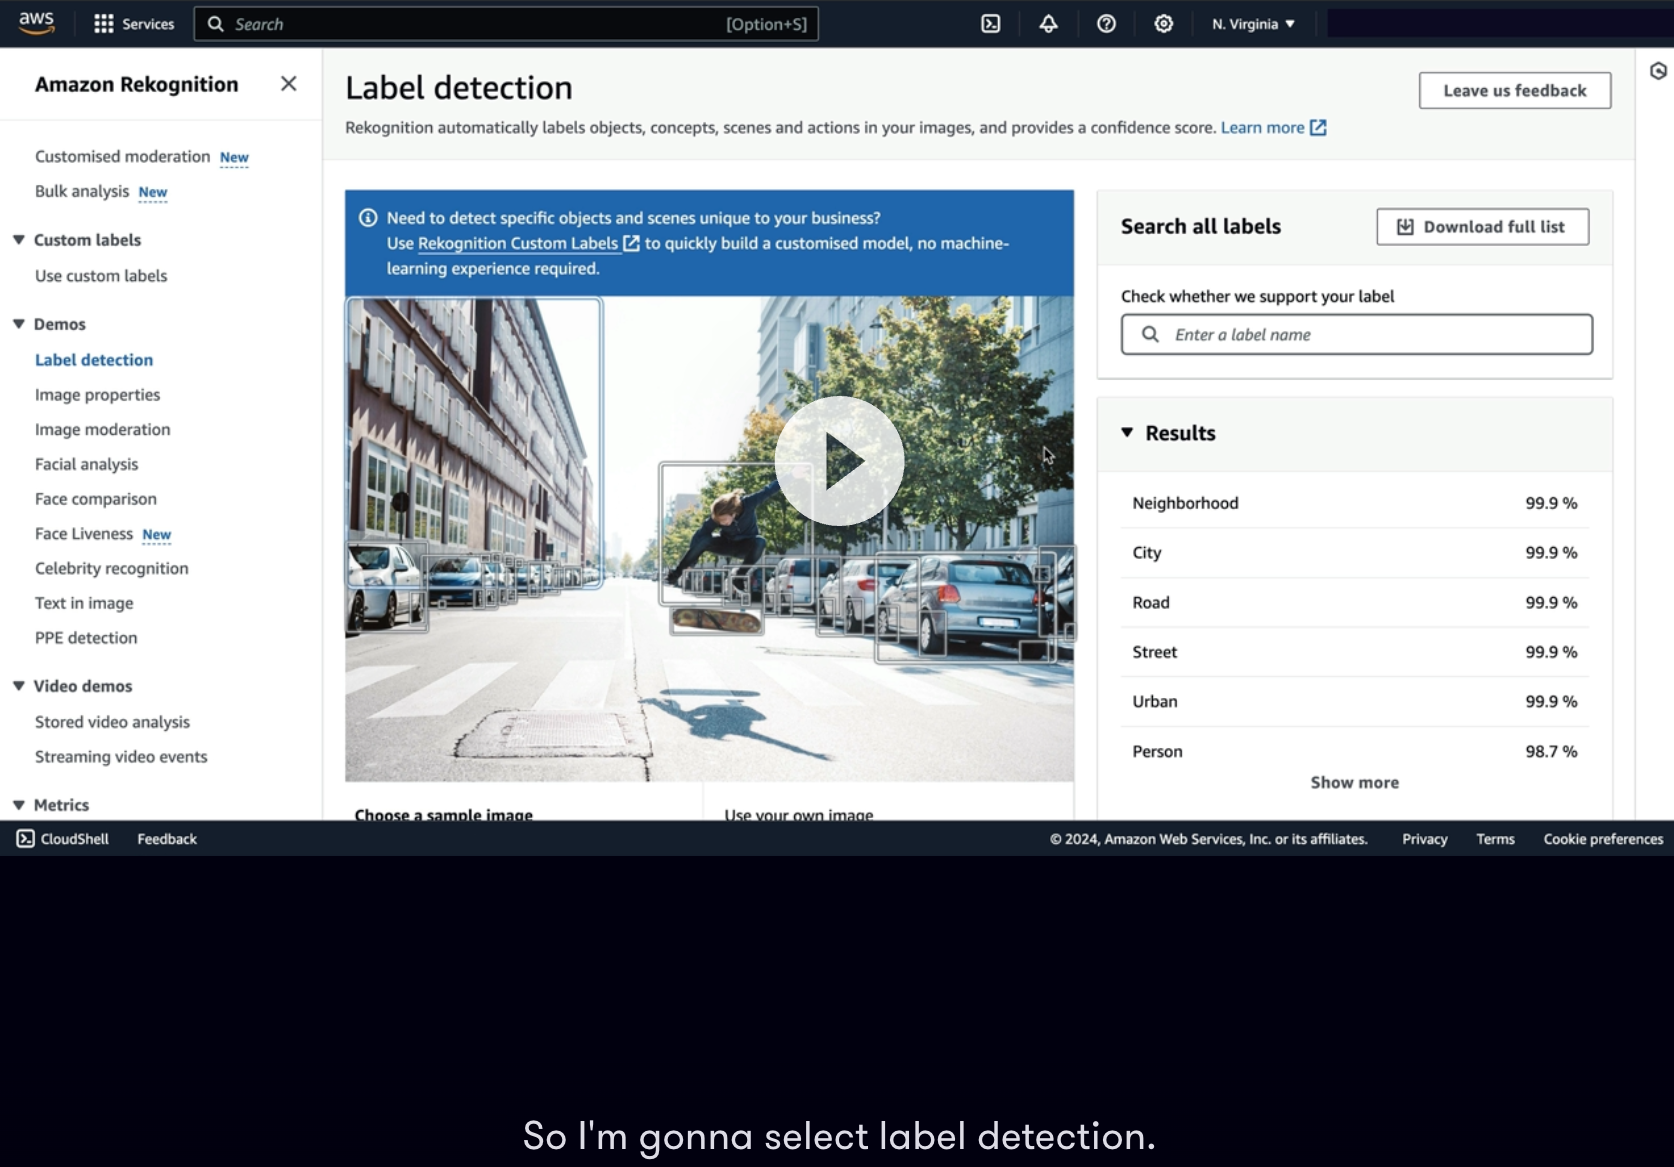 aws
Services
Search
[Option+S]
N. Virginia
Amazon Rekognition
Customised moderation New
Bulk analysis New
Custom labels
Use custom labels
Demos
Label detection
Image properties
Image moderation
Facial analysis
Face comparison
Face Liveness New
Celebrity recognition
Text in image
PPE detection
Video demos
Stored video analysis
Streaming video events
Metrics
Label detection
Leave us feedback
Rekognition automatically labels objects, concepts, scenes and actions in your images, and provides a confidence score. Learn more
Need to detect specific objects and scenes unique to your business?
Use Rekognition Custom Labels to quickly build a customised model, no machine-
learning experience required.
Choose a sample image
Use your own image
Search all labels
Download full list
Check whether we support your label
Enter a label name
Results
Neighborhood 99.9 %
City 99.9 %
Road 99.9 %
Street 99.9 %
Urban 99.9 %
Person 98.7 %
Show more
CloudShell
Feedback
© 2024, Amazon Web Services, Inc. or its affiliates.
Privacy
Terms
Cookie preferences
So I'm gonna select label detection.